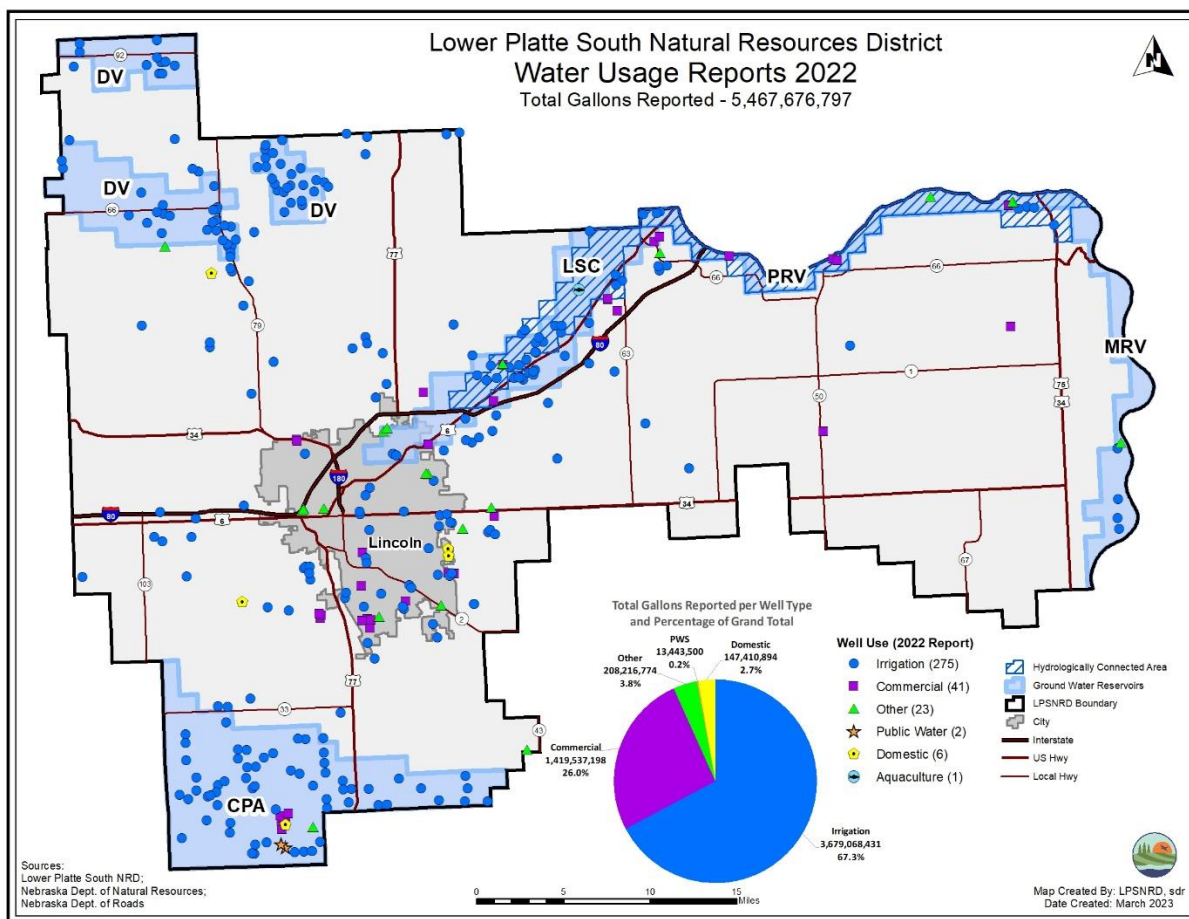 Lower Platte South Natural Resources District
Water Usage Reports 2022
Total Gallons Reported - 5,467,676,797
N
92
DV
DV
DV
66
77
79
LSC
PRV
66
66
MRV
80
63
1
50
75
34
34
6
180
80
6
34
Lincoln
103
2
67
77
33
43
CPA
Total Gallons Reported per Well Type
and Percentage of Grand Total
PWS
13,443,500
0.2%
Domestic
147,410,894
2.7%
Other
208,216,774
3.8%
Commercial
1,419,537,198
26.0%
Irrigation
3,679,068,431
67.3%
Well Use (2022 Report)
Irrigation (275)
Commercial (41)
Other (23)
Public Water (2)
Domestic (6)
Aquaculture (1)
Hydrologically Connected Area
Ground Water Reservoirs
LPSNRD Boundary
City
Interstate
US Hwy
Local Hwy
Sources:
Lower Platte South NRD;
Nebraska Dept. of Natural Resources;
Nebraska Dept. of Roads
0 5 10 15
Miles
Map Created By: LPSNRD, sdr
Date Created: March 2023